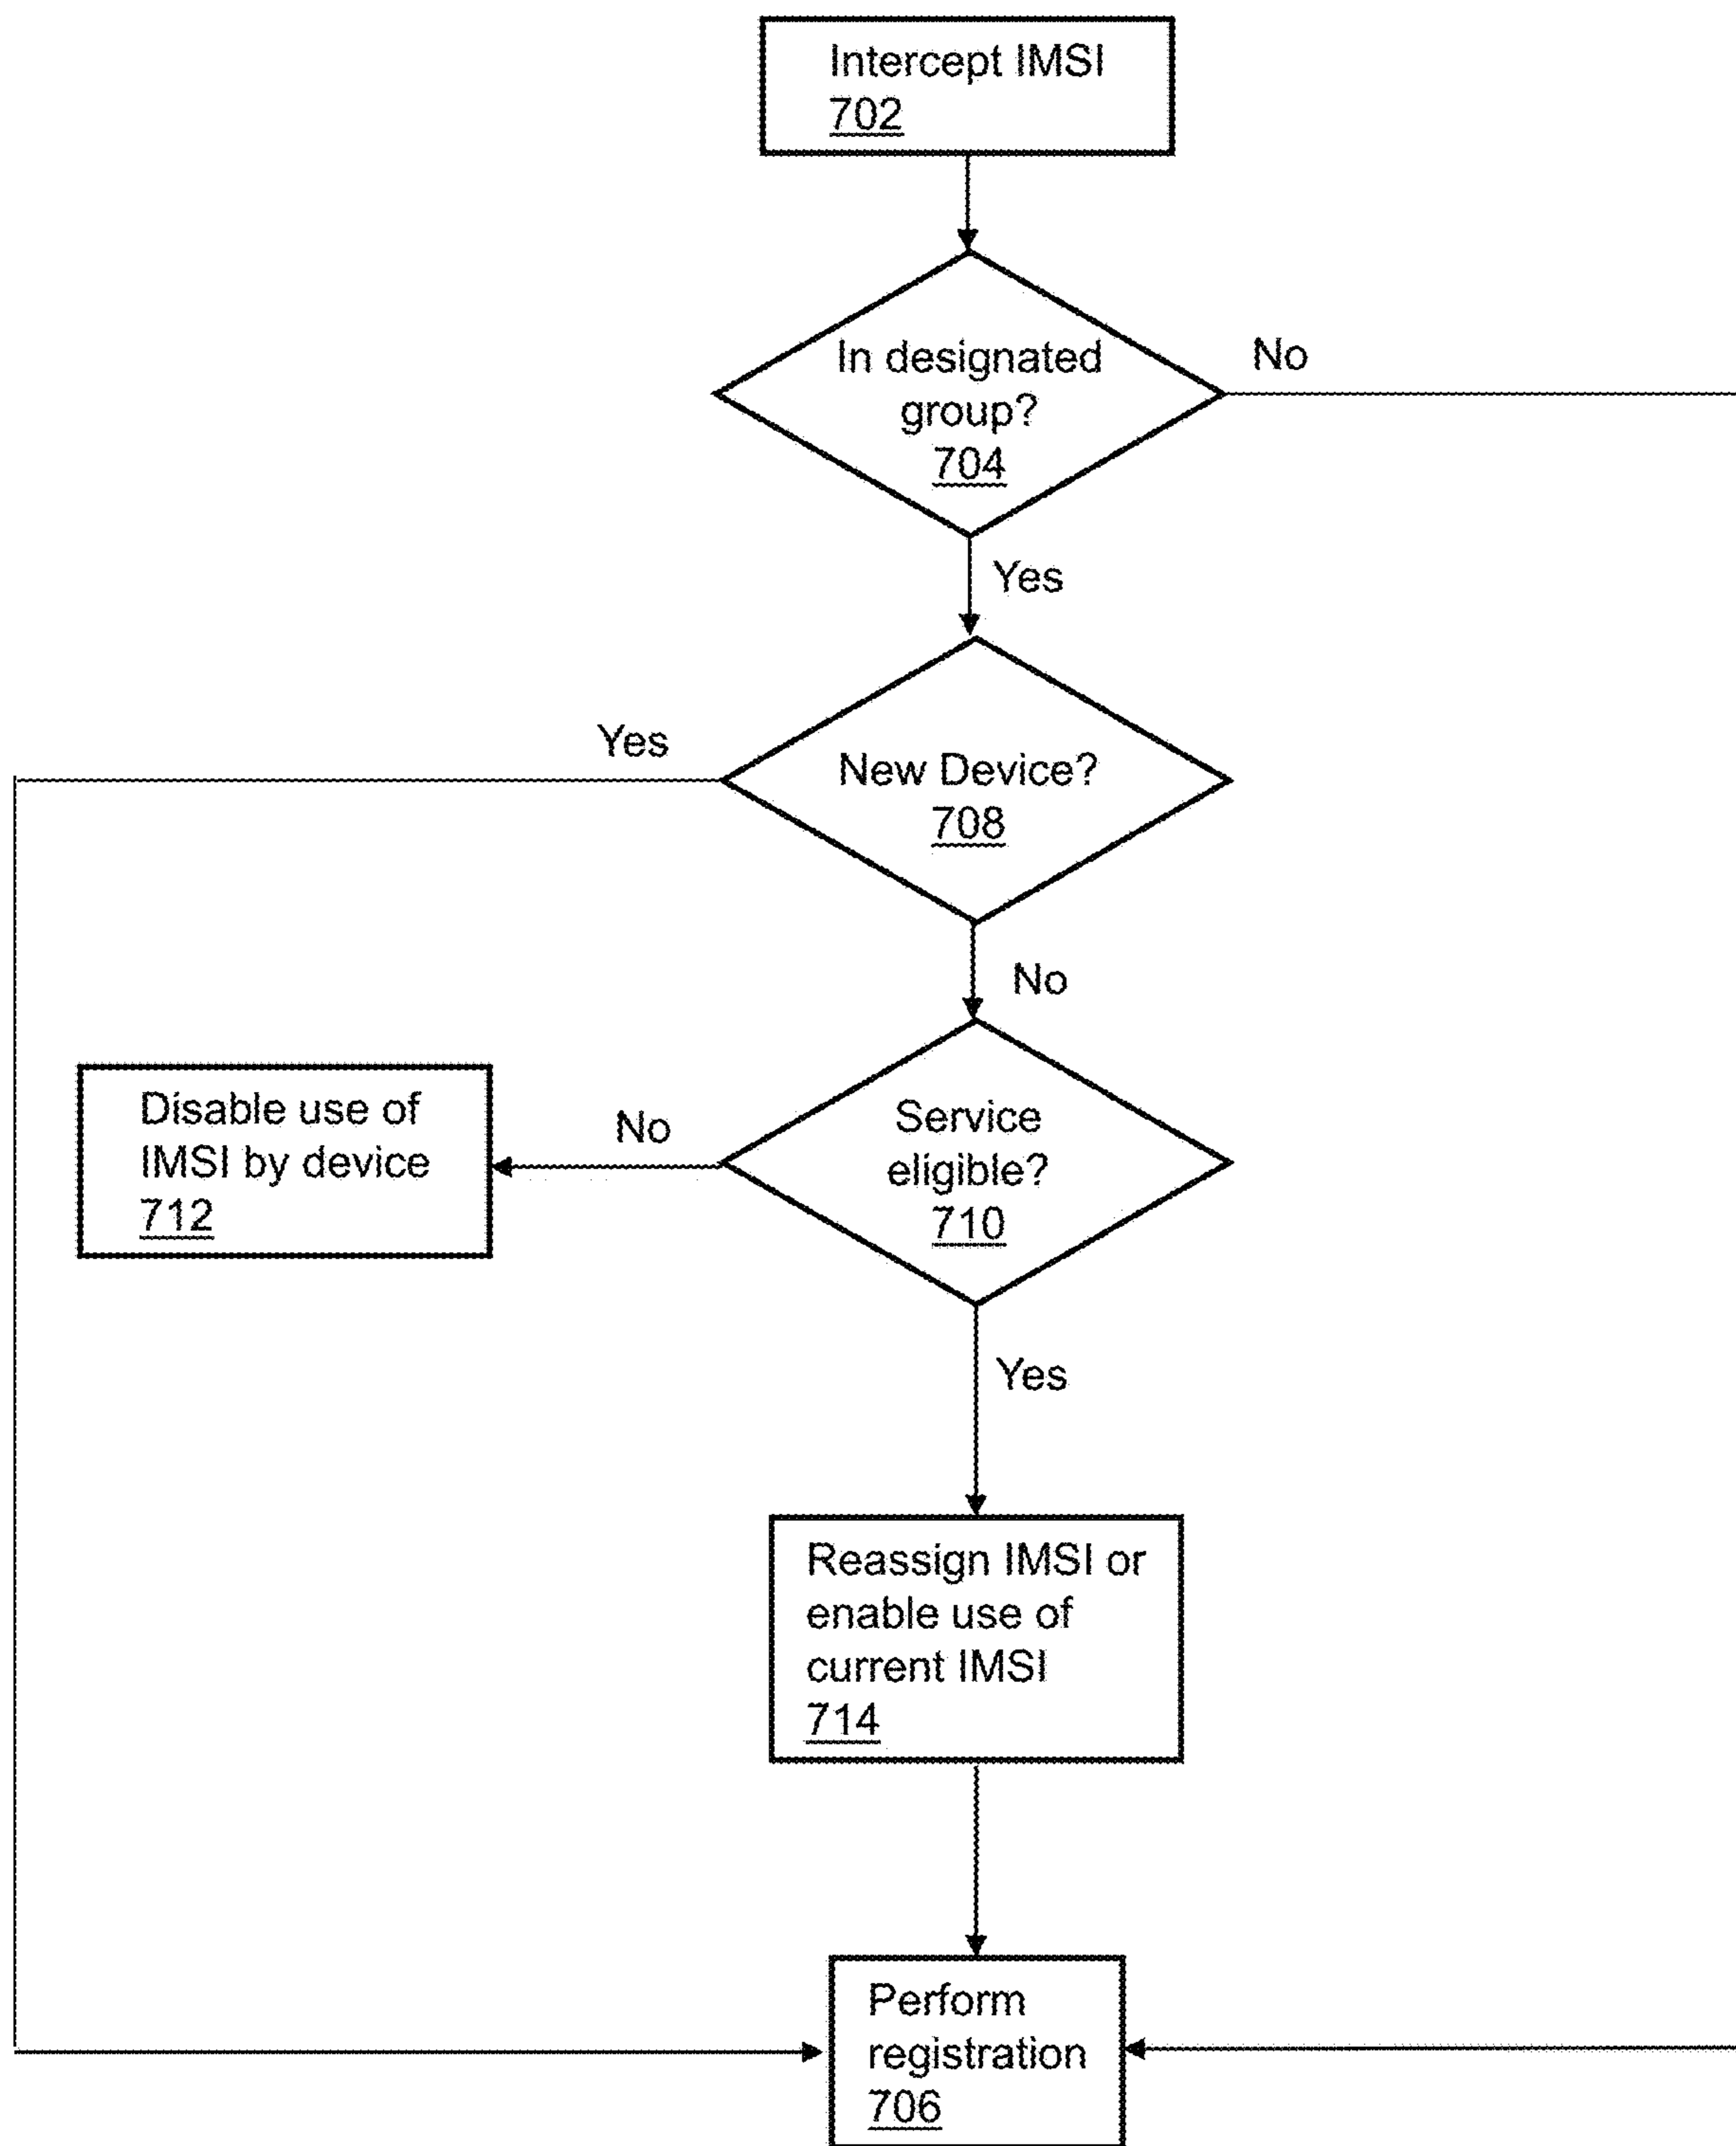 Intercept IMSI
702
In designated
group?
704
No
Yes
Yes
New Device?
708
No
Disable use of
IMSI by device
712
No
Service
eligible?
710
Yes
Reassign IMSI or
enable use of
current IMSI
714
Perform
registration
706